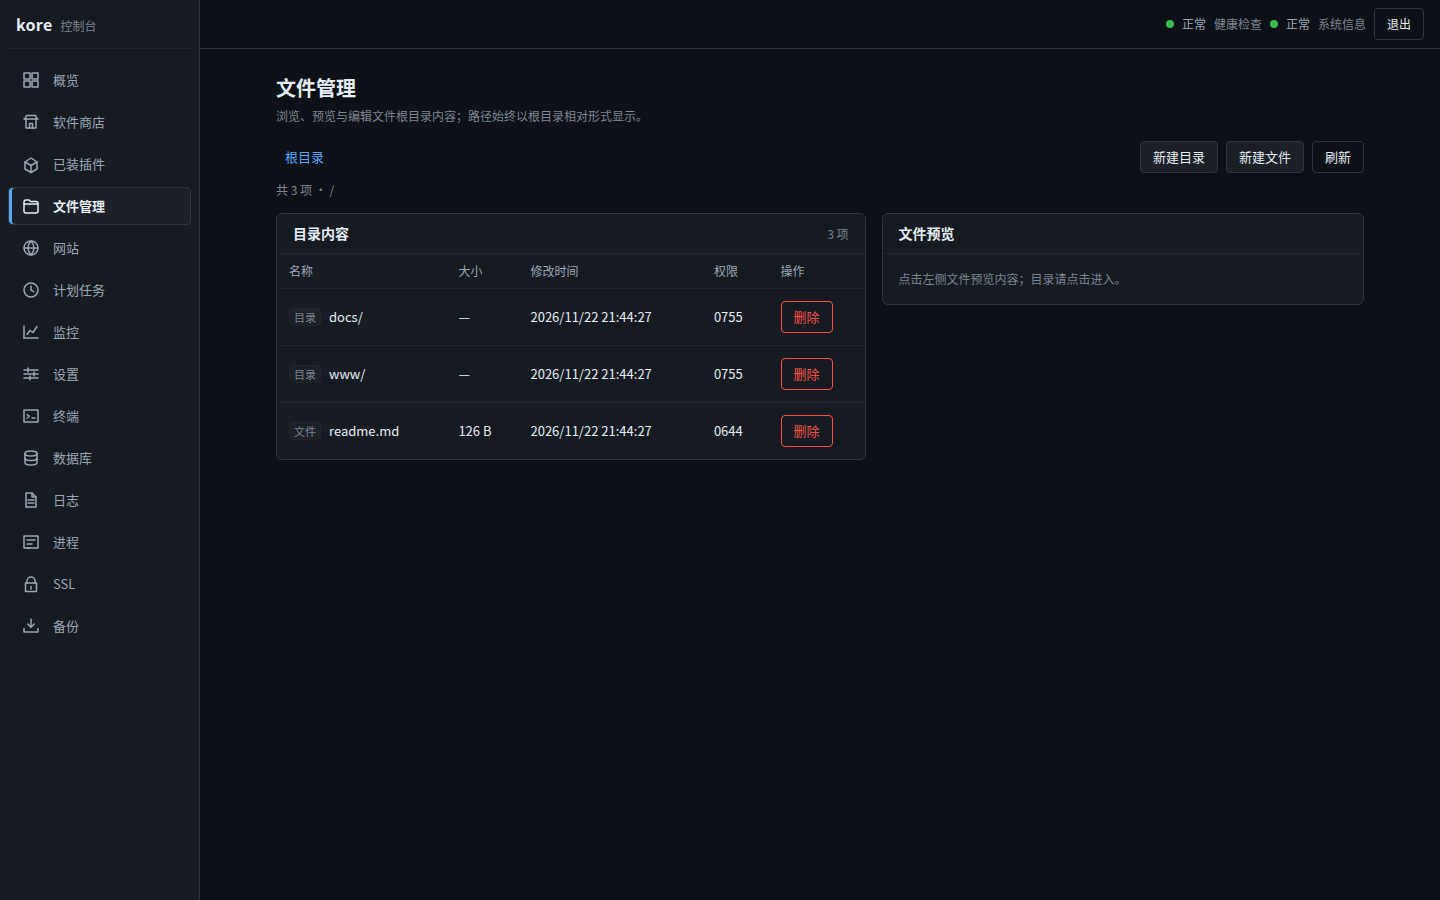 kore 控制台
正常 健康检查 正常 系统信息 退出
概览
软件商店
已装插件
文件管理
网站
计划任务
监控
设置
终端
数据库
日志
进程
SSL
备份
文件管理
浏览、预览与编辑文件根目录内容；路径始终以根目录相对形式显示。
根目录
新建目录 新建文件 刷新
共 3 项 · /
目录内容 3 项
名称 大小 修改时间 权限 操作
目录 docs/ — 2026/11/22 21:44:27 0755 删除
目录 www/ — 2026/11/22 21:44:27 0755 删除
文件 readme.md 126 B 2026/11/22 21:44:27 0644 删除
文件预览
点击左侧文件预览内容；目录请点击进入。